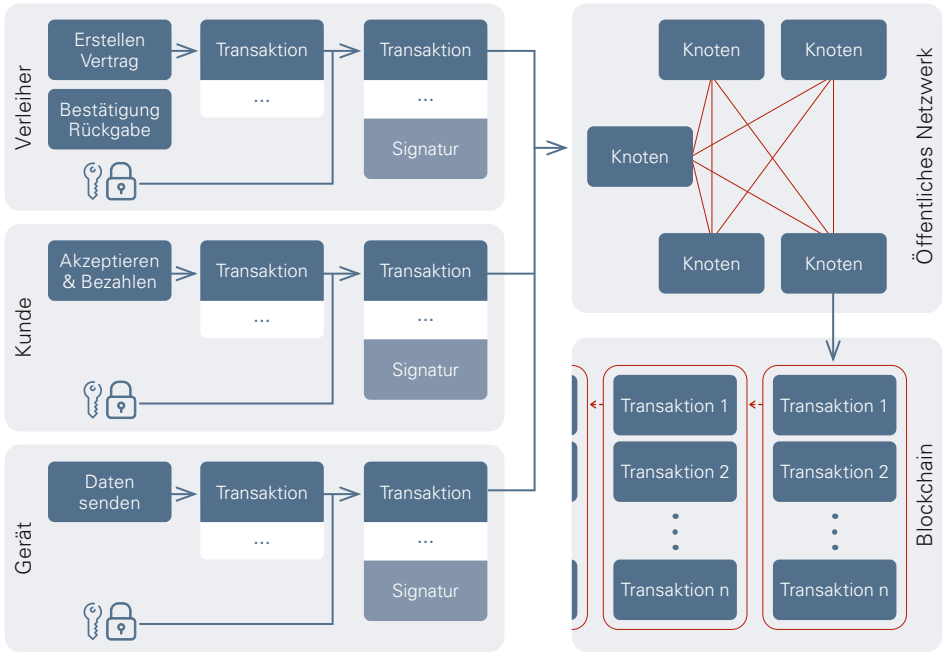 Verleiher
Erstellen
Vertrag
Transaktion
...
Transaktion
...
Signatur
Bestätigung
Rückgabe
Kunde
Akzeptieren
& Bezahlen
Transaktion
...
Transaktion
...
Signatur
Gerät
Daten
senden
Transaktion
...
Transaktion
...
Signatur
Öffentliches Netzwerk
Knoten
Knoten
Knoten
Knoten
Knoten
Blockchain
Transaktion 1
Transaktion 2
Transaktion n
Transaktion 1
Transaktion 2
Transaktion n